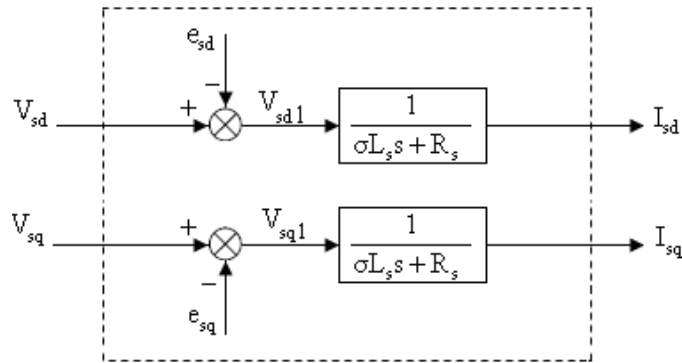 e_sd
−
V_sd
+
V_sd1
1
σL_s s + R_s
I_sd
V_sq
+
V_sq1
1
σL_s s + R_s
I_sq
−
e_sq